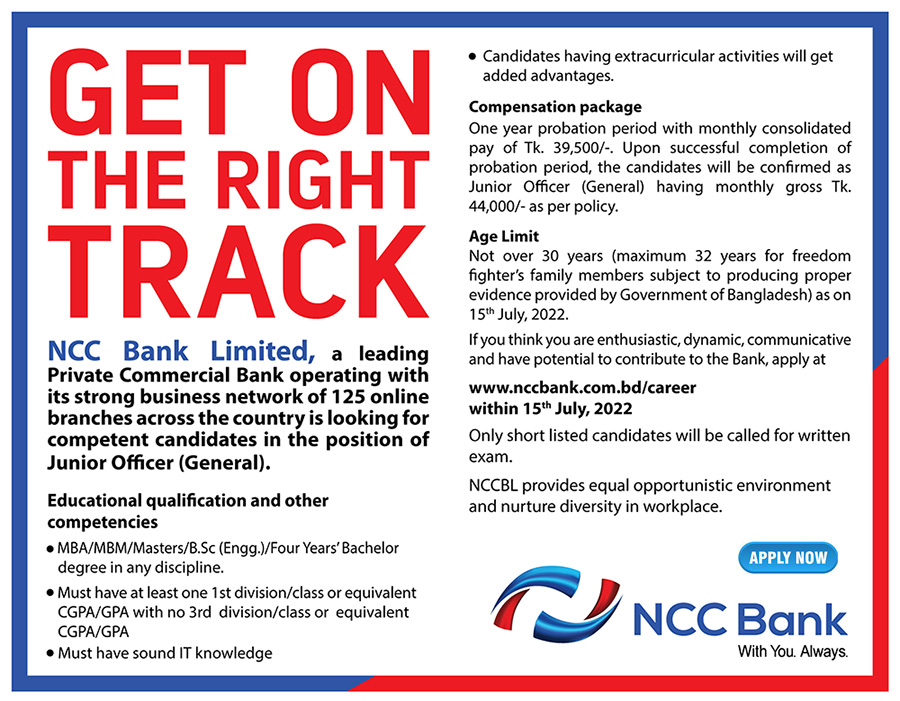 GET ON
THE RIGHT
TRACK
NCC Bank Limited, a leading
Private Commercial Bank operating with
its strong business network of 125 online
branches across the country is looking for
competent candidates in the position of
Junior Officer (General).
Educational qualification and other
competencies
• MBA/MBM/Masters/B.Sc (Engg.)/Four Years' Bachelor
degree in any discipline.
• Must have at least one 1st division/class or equivalent
CGPA/GPA with no 3rd division/class or equivalent
CGPA/GPA
• Must have sound IT knowledge
• Candidates having extracurricular activities will get
added advantages.
Compensation package
One year probation period with monthly consolidated
pay of Tk. 39,500/-. Upon successful completion of
probation period, the candidates will be confirmed as
Junior Officer (General) having monthly gross Tk.
44,000/- as per policy.
Age Limit
Not over 30 years (maximum 32 years for freedom
fighter's family members subject to producing proper
evidence provided by Government of Bangladesh) as on
15th July, 2022.
If you think you are enthusiastic, dynamic, communicative
and have potential to contribute to the Bank, apply at
www.nccbank.com.bd/career
within 15th July, 2022
Only short listed candidates will be called for written
exam.
NCCBL provides equal opportunistic environment
and nurture diversity in workplace.
APPLY NOW
NCC Bank
With You. Always.